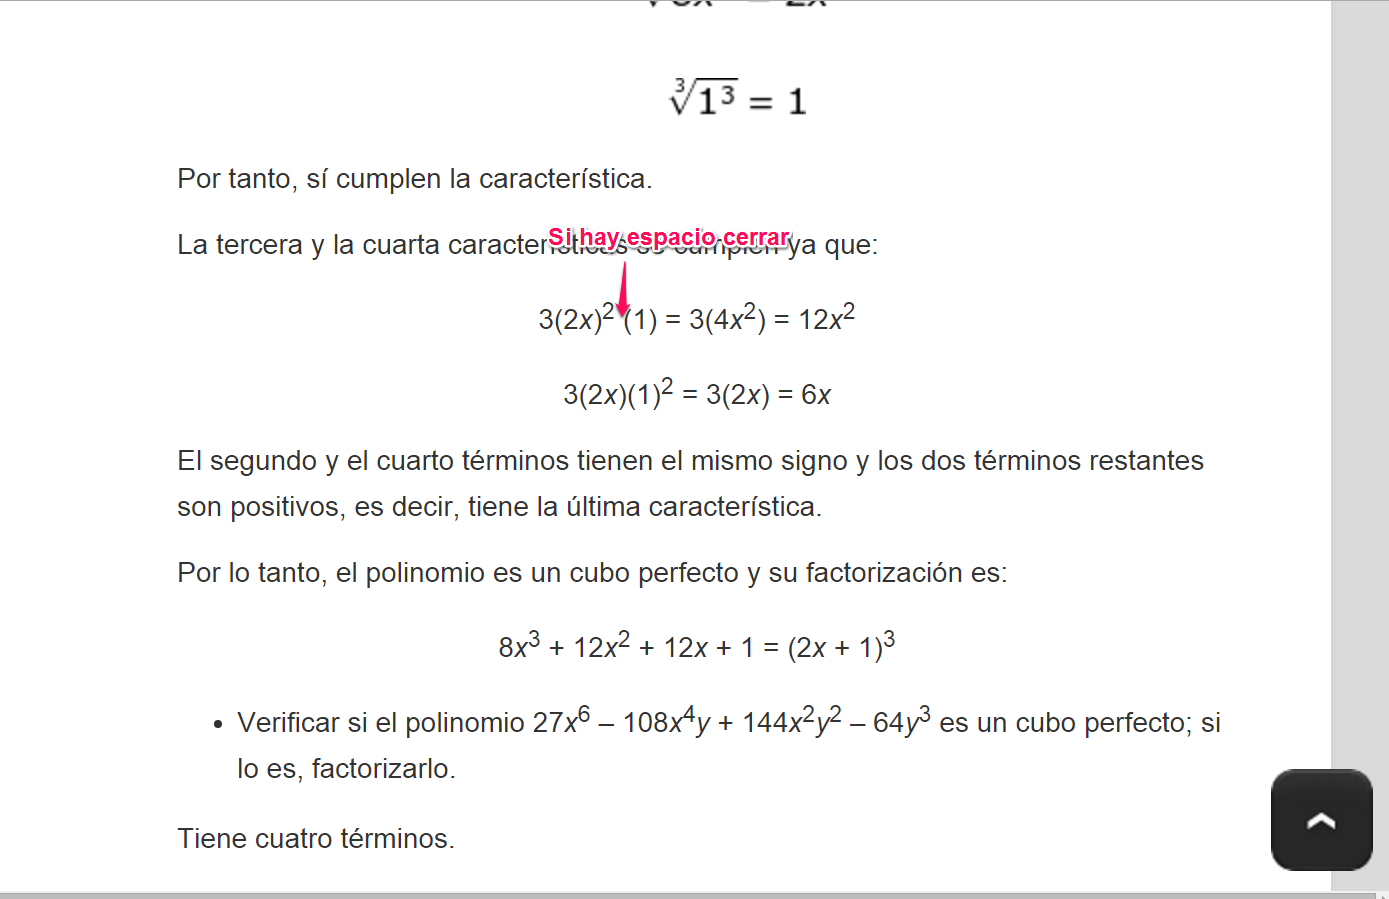 ∛1³ = 1
Por tanto, sí cumplen la característica.
Si hay espacio cerrar
La tercera y la cuarta características se cumplen ya que:
3(2x)² (1) = 3(4x²) = 12x²
3(2x)(1)² = 3(2x) = 6x
El segundo y el cuarto términos tienen el mismo signo y los dos términos restantes
son positivos, es decir, tiene la última característica.
Por lo tanto, el polinomio es un cubo perfecto y su factorización es:
8x³ + 12x² + 12x + 1 = (2x + 1)³
• Verificar si el polinomio 27x⁶ – 108x⁴y + 144x²y² – 64y³ es un cubo perfecto; si
lo es, factorizarlo.
Tiene cuatro términos.